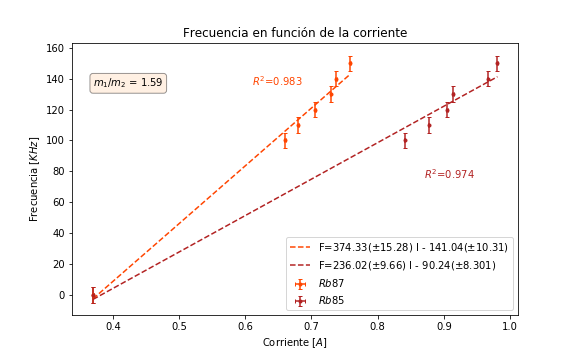 Frecuencia en función de la corriente
160
140
120
100
80
60
40
20
0
Frecuencia [KHz]
m₁/m₂ = 1.59
R²=0.983
R²=0.974
F=374.33(±15.28) I - 141.04(±10.31)
F=236.02(±9.66) I - 90.24(±8.301)
Rb87
Rb85
0.4 0.5 0.6 0.7 0.8 0.9 1.0
Corriente [A]